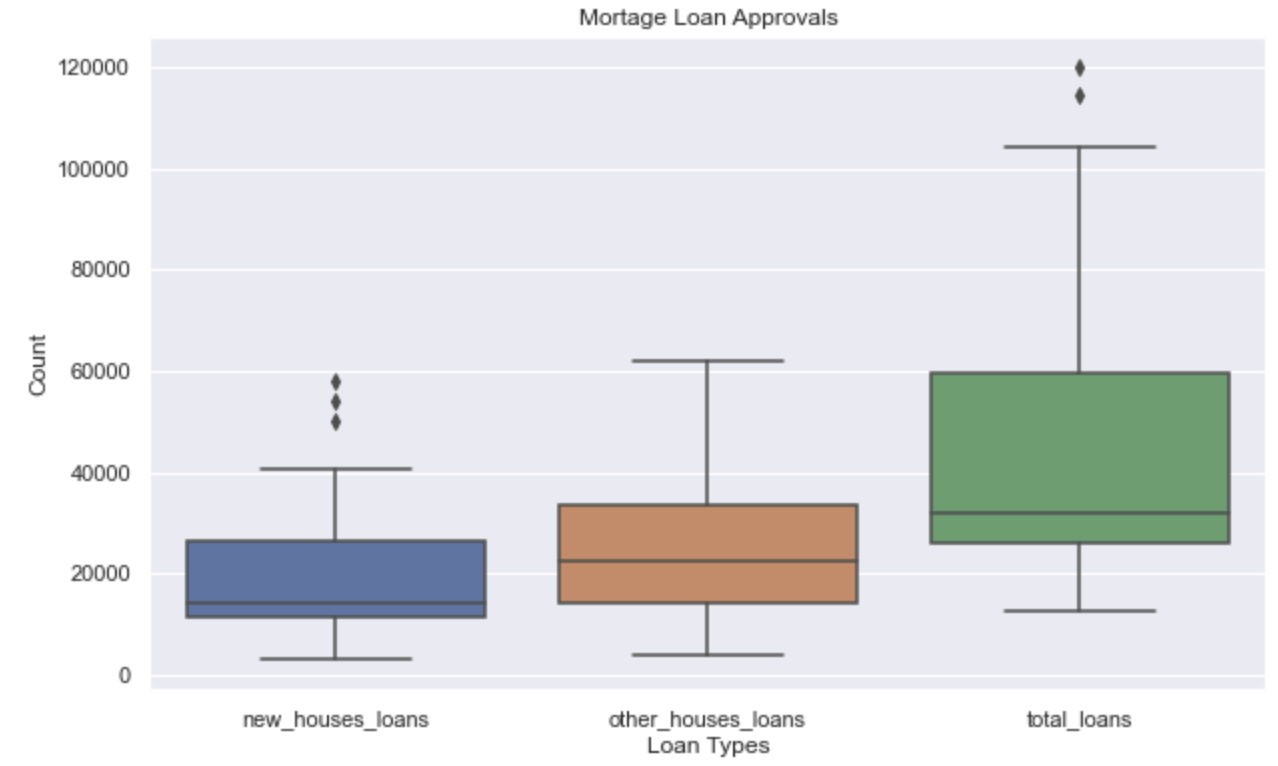 Mortage Loan Approvals
120000
100000
80000
60000
40000
20000
0
Count
new_houses_loans other_houses_loans total_loans
Loan Types